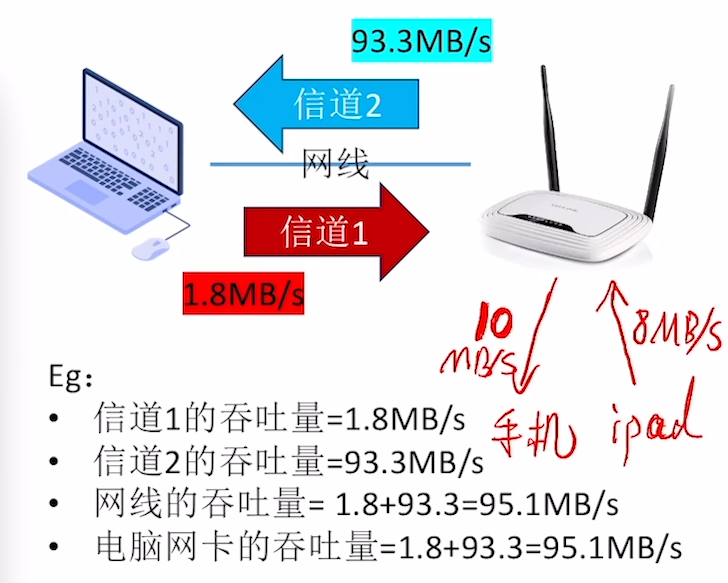 93.3MB/s
信道2
网线
信道1
1.8MB/s
TP-LINK
10
MB/S
8MB/S
手机
ipad
Eg：
• 信道1的吞吐量=1.8MB/s
• 信道2的吞吐量=93.3MB/s
• 网线的吞吐量= 1.8+93.3=95.1MB/s
• 电脑网卡的吞吐量=1.8+93.3=95.1MB/s